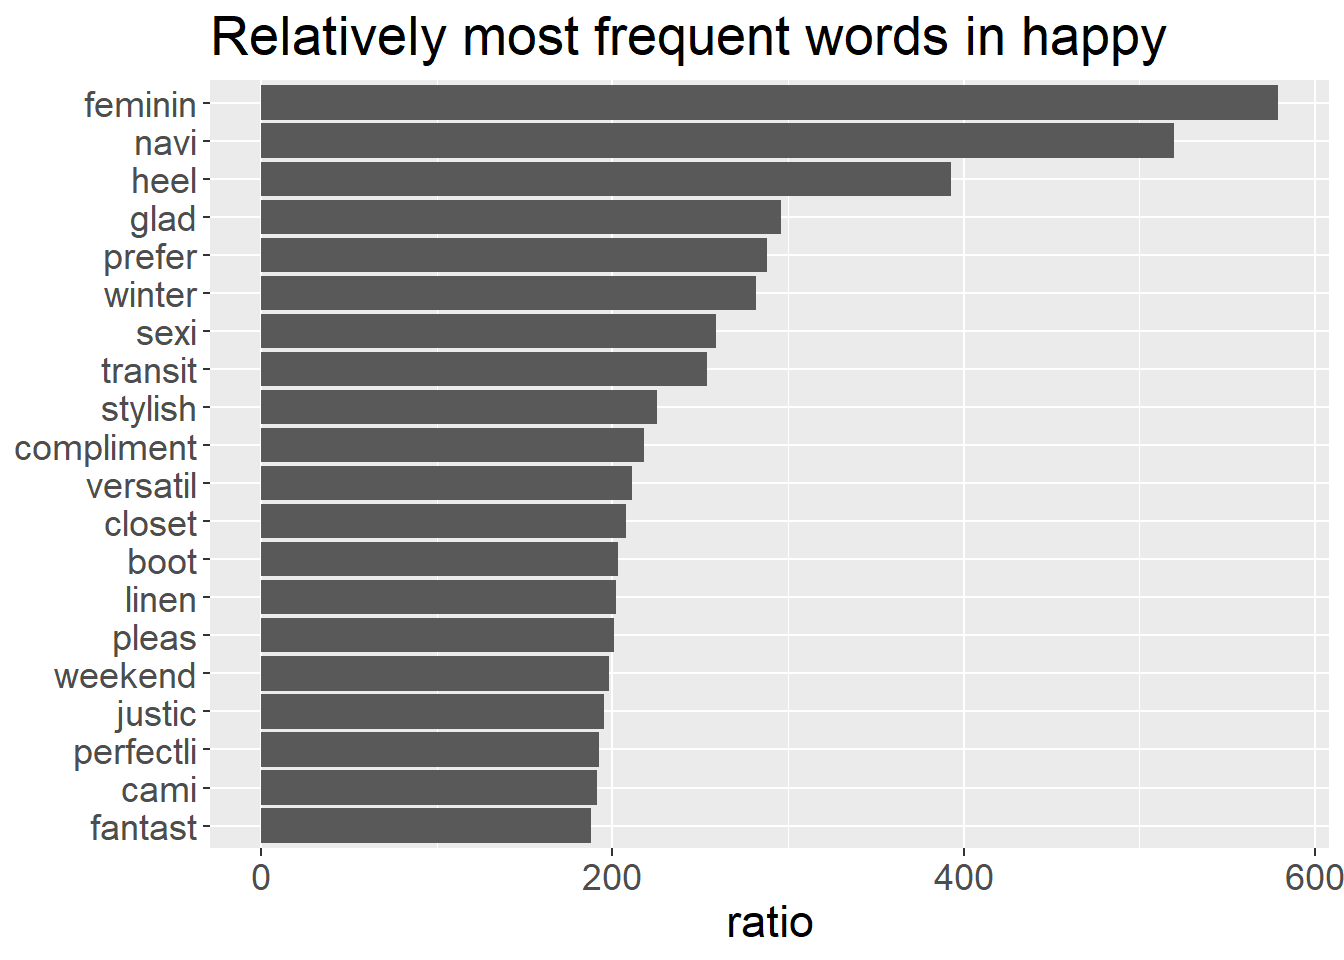 Relatively most frequent words in happy
feminin
navi
heel
glad
prefer
winter
sexi
transit
stylish
compliment
versatil
closet
boot
linen
pleas
weekend
justic
perfectli
cami
fantast
0 200 400 600
ratio